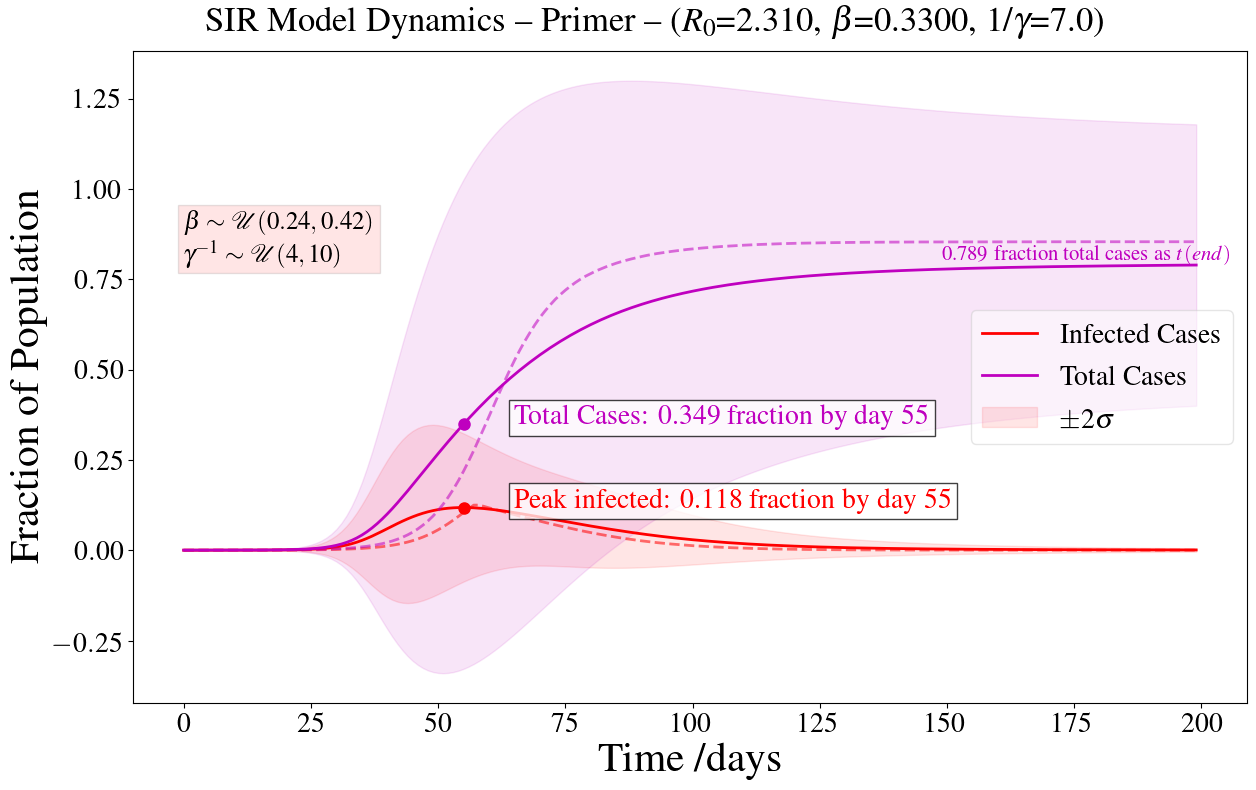 SIR Model Dynamics – Primer – (R₀=2.310, β=0.3300, 1/γ=7.0)
Fraction of Population
1.25
1.00
0.75
0.50
0.25
0.00
−0.25
β ∼ 𝒰 (0.24, 0.42)
γ⁻¹ ∼ 𝒰 (4, 10)
0.789 fraction total cases as t(end)
Infected Cases
Total Cases
±2σ
Total Cases: 0.349 fraction by day 55
Peak infected: 0.118 fraction by day 55
0 25 50 75 100 125 150 175 200
Time /days